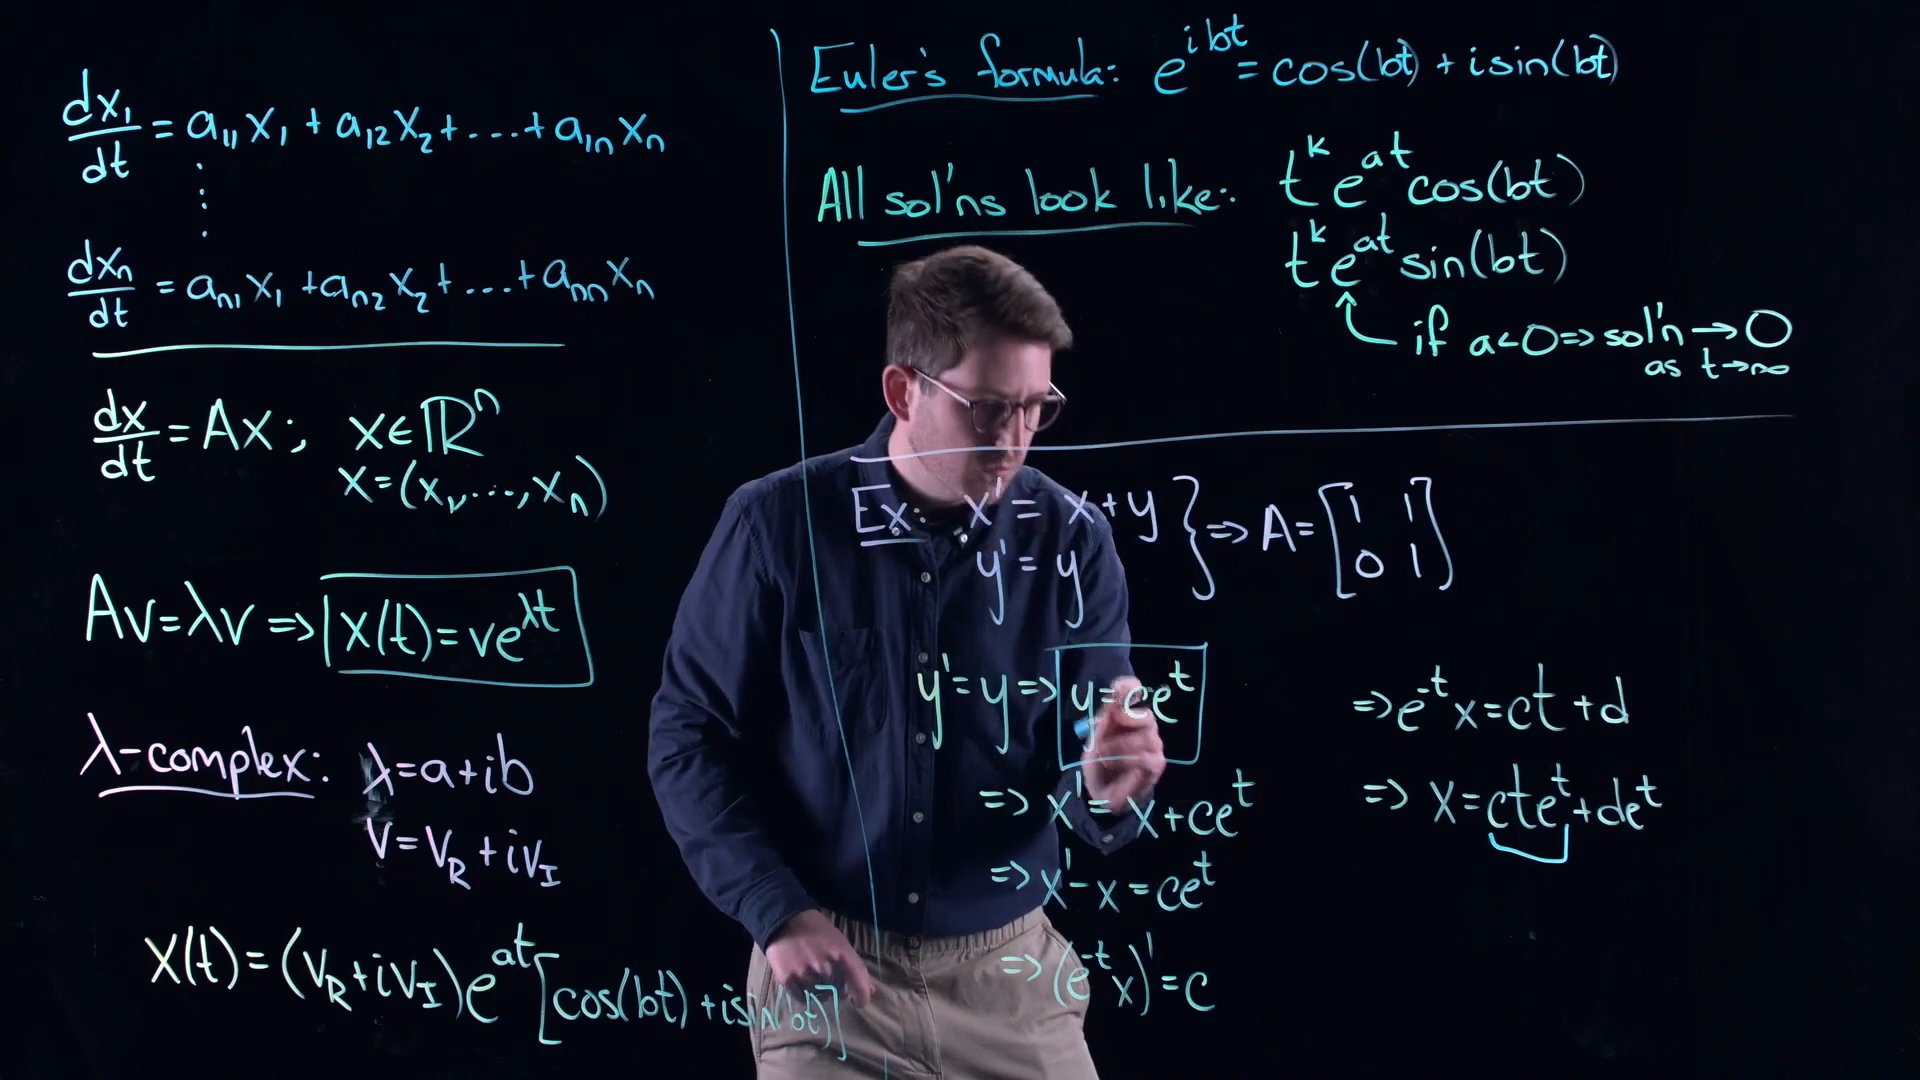 dx₁/dt = a₁₁x₁ + a₁₂x₂ + ... + a₁ₙxₙ
⋮
dxₙ/dt = aₙ₁x₁ + aₙ₂x₂ + ... + aₙₙxₙ
dx/dt = Ax; x∈ℝⁿ
x=(x₁,...,xₙ)
Av=λv => x(t)=ve^{λt}
λ-complex: λ=a+ib
v=v_R+iv_I
x(t)=(v_R+iv_I)e^{at}[cos(bt)+isin(bt)]
Euler's formula: e^{ibt}=cos(bt)+isin(bt)
All sol'ns look like: t^k e^{at}cos(bt)
t^k e^{at}sin(bt)
if a<0=>sol'n→0
as t→∞
Ex: x'=x+y
y'=y } => A=[1 1
0 1]
y'=y=> y=ce^t
=> x'=x+ce^t
=>x'-x=ce^t
=>(e^{-t}x)'=c
=>e^{-t}x=ct+d
=> x=cte^t+de^t